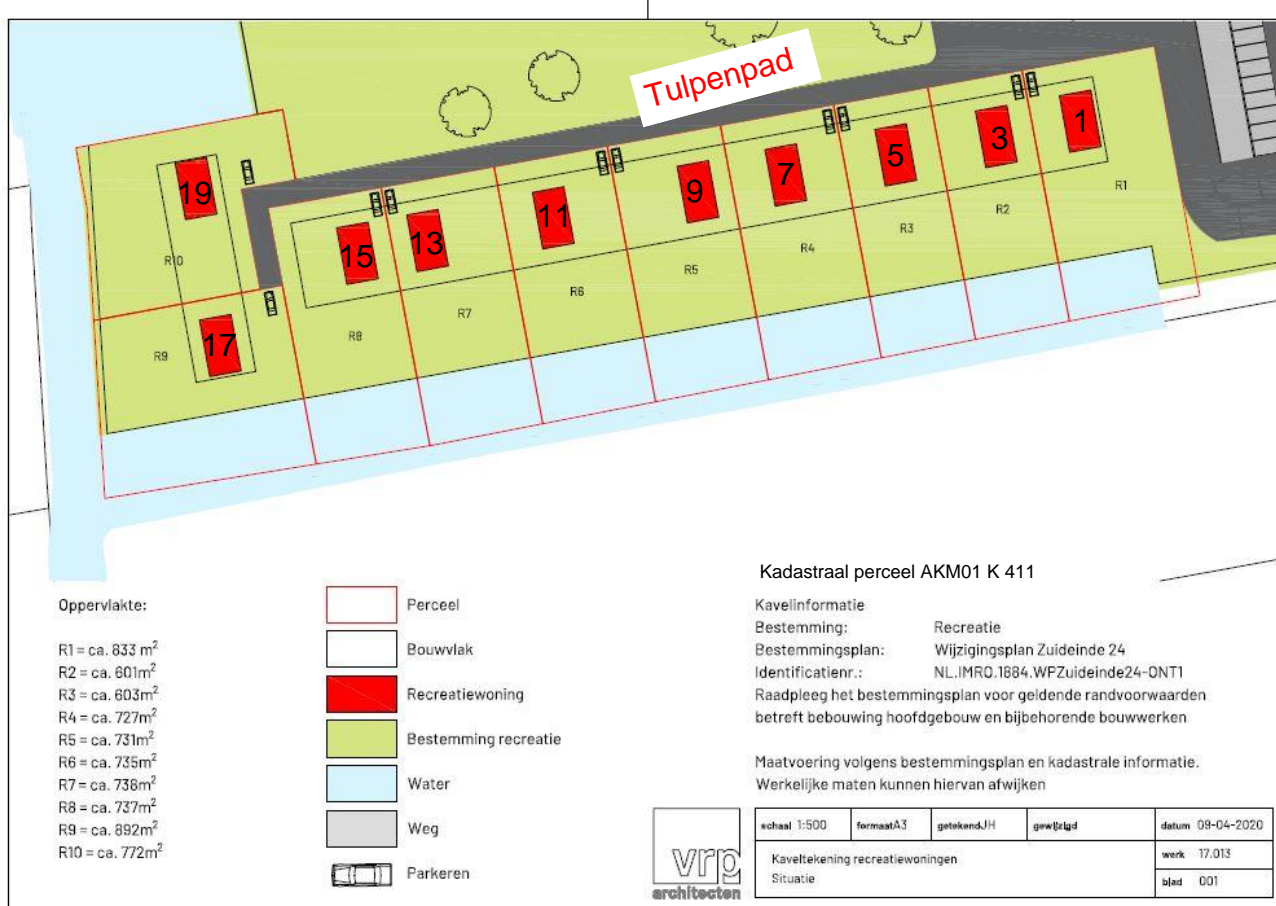 Tulpenpad
19
17
15
13
11
9
7
5
3
1
R10
R9
R8
R7
R6
R5
R4
R3
R2
R1
Kadastraal perceel AKM01 K 411
Oppervlakte:
R1 = ca. 833 m²
R2 = ca. 601m²
R3 = ca. 603m²
R4 = ca. 727m²
R5 = ca. 731m²
R6 = ca. 735m²
R7 = ca. 738m²
R8 = ca. 737m²
R9 = ca. 892m²
R10 = ca. 772m²
Perceel
Bouwvlak
Recreatiewoning
Bestemming recreatie
Water
Weg
Parkeren
Kavelinformatie
Bestemming: Recreatie
Bestemmingsplan: Wijzigingsplan Zuideinde 24
Identificatienr.: NL.IMRO.1884.WPZuideinde24-ONT1
Raadpleeg het bestemmingsplan voor geldende randvoorwaarden
betreft bebouwing hoofdgebouw en bijbehorende bouwwerken
Maatvoering volgens bestemmingsplan en kadastrale informatie.
Werkelijke maten kunnen hiervan afwijken
vrp
architecten
schaal 1:500 formaat A3 getekend JH gewijzigd datum 09-04-2020
Kaveltekening recreatiewoningen
Situatie
werk 17.013
blad 001